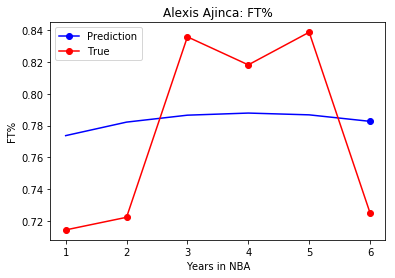 Alexis Ajinca: FT%
Prediction
True
FT%
0.84
0.82
0.80
0.78
0.76
0.74
0.72
1 2 3 4 5 6
Years in NBA